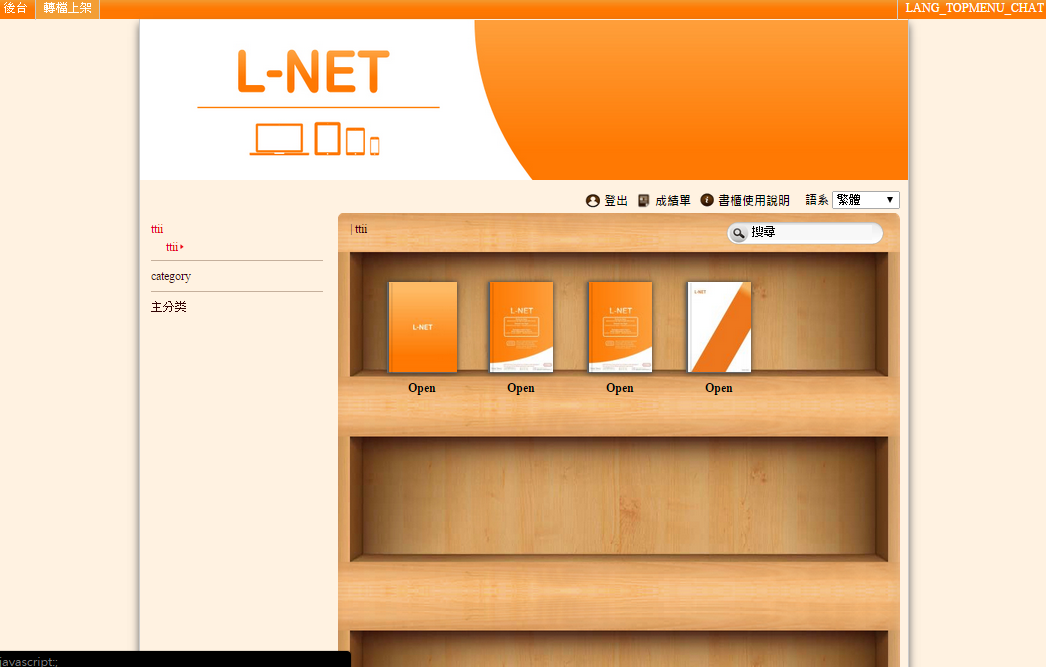 後台 轉檔上架 LANG_TOPMENU_CHAT
L-NET
登出 成績單 書櫃使用說明 語系 繁體
ttii
ttii
category
主分类
| ttii
搜尋
L-NET
L-NET
L-NET
L-NET
Open Open Open Open
javascript:;